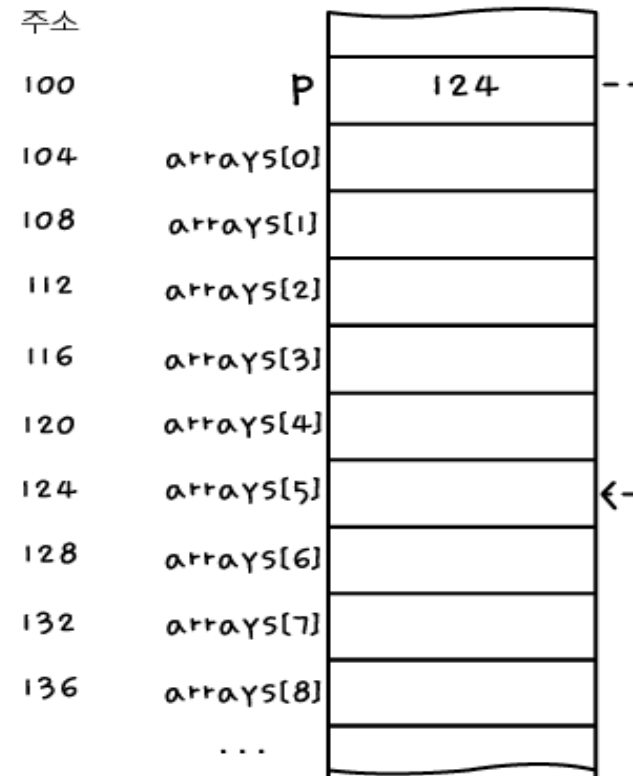 주소
100 p 124
104 arrays[0]
108 arrays[1]
112 arrays[2]
116 arrays[3]
120 arrays[4]
124 arrays[5]
128 arrays[6]
132 arrays[7]
136 arrays[8]
...